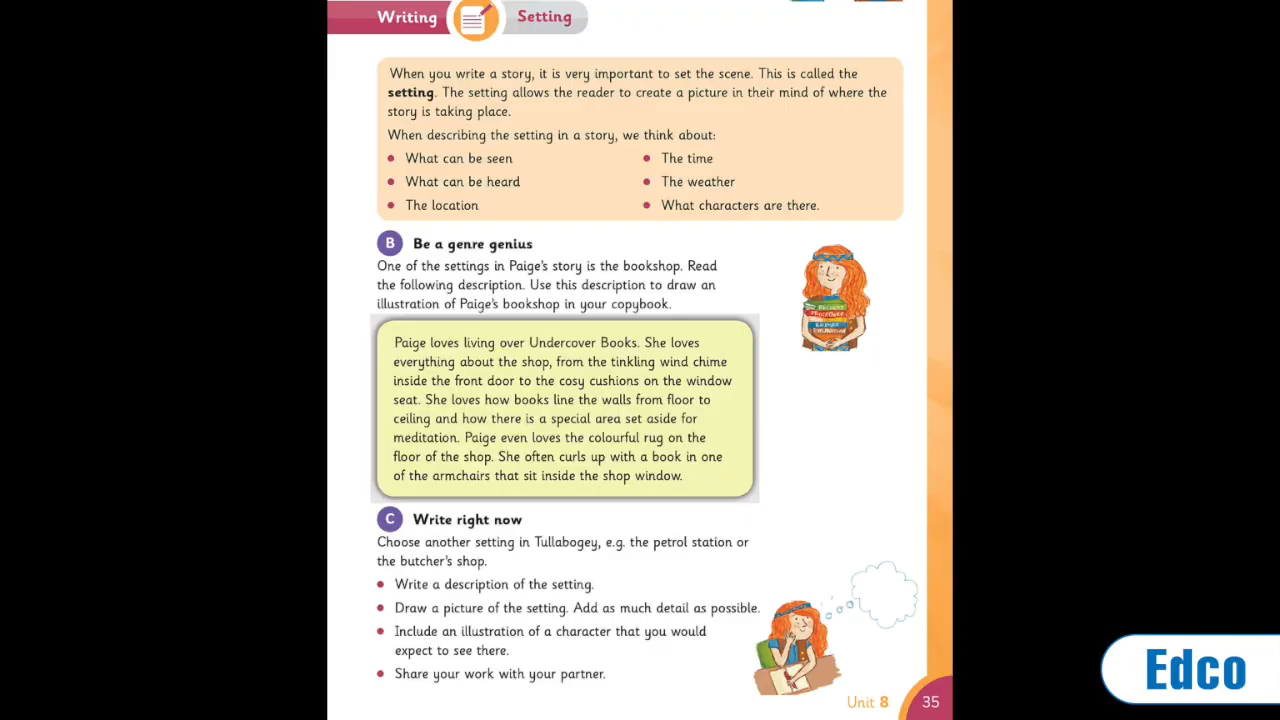 Writing
Setting
When you write a story, it is very important to set the scene. This is called the
setting. The setting allows the reader to create a picture in their mind of where the
story is taking place.
When describing the setting in a story, we think about:
• What can be seen
• What can be heard
• The location
• The time
• The weather
• What characters are there.
B Be a genre genius
One of the settings in Paige's story is the bookshop. Read
the following description. Use this description to draw an
illustration of Paige's bookshop in your copybook.
Paige loves living over Undercover Books. She loves
everything about the shop, from the tinkling wind chime
inside the front door to the cosy cushions on the window
seat. She loves how books line the walls from floor to
ceiling and how there is a special area set aside for
meditation. Paige even loves the colourful rug on the
floor of the shop. She often curls up with a book in one
of the armchairs that sit inside the shop window.
C Write right now
Choose another setting in Tullabogey, e.g. the petrol station or
the butcher's shop.
• Write a description of the setting.
• Draw a picture of the setting. Add as much detail as possible.
• Include an illustration of a character that you would
expect to see there.
• Share your work with your partner.
Unit 8
35
Edco